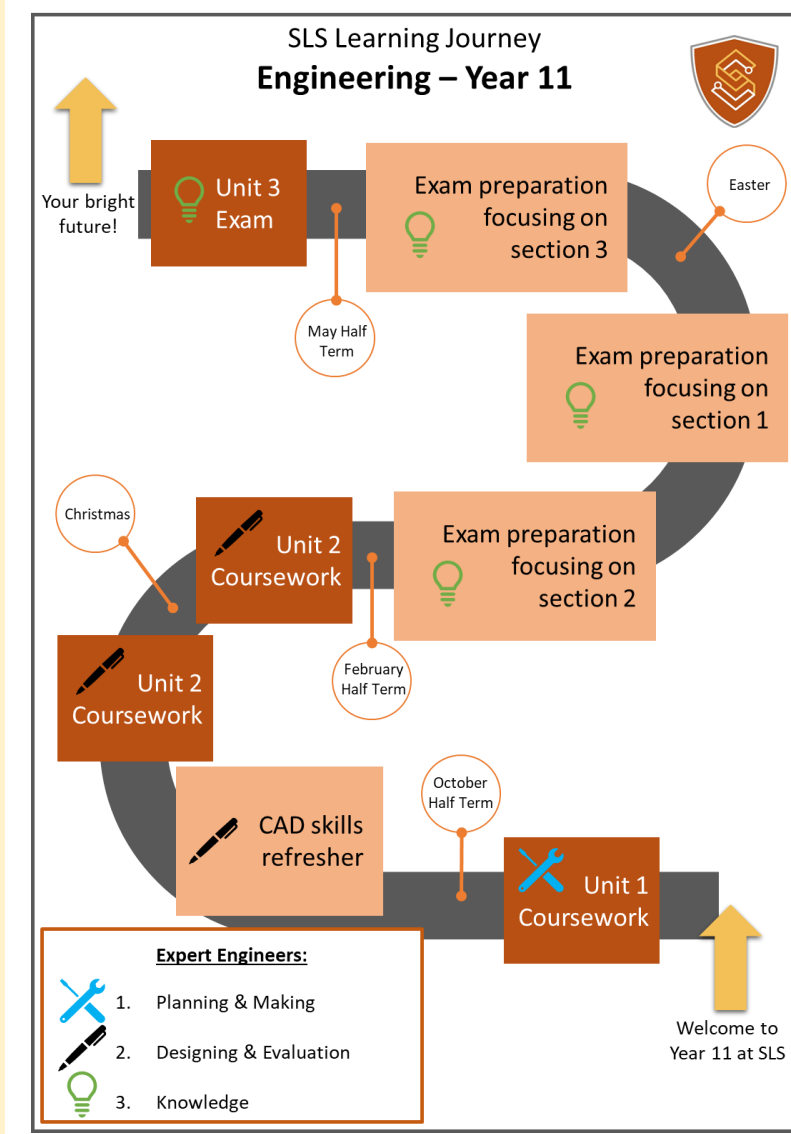 SLS Learning Journey
Engineering – Year 11
Your bright
future!
Unit 3
Exam
Exam preparation
focusing on
section 3
Easter
May Half
Term
Exam preparation
focusing on
section 1
Christmas
Unit 2
Coursework
Exam preparation
focusing on
section 2
February
Half Term
Unit 2
Coursework
CAD skills
refresher
October
Half Term
Unit 1
Coursework
Expert Engineers:
1. Planning & Making
2. Designing & Evaluation
3. Knowledge
Welcome to
Year 11 at SLS